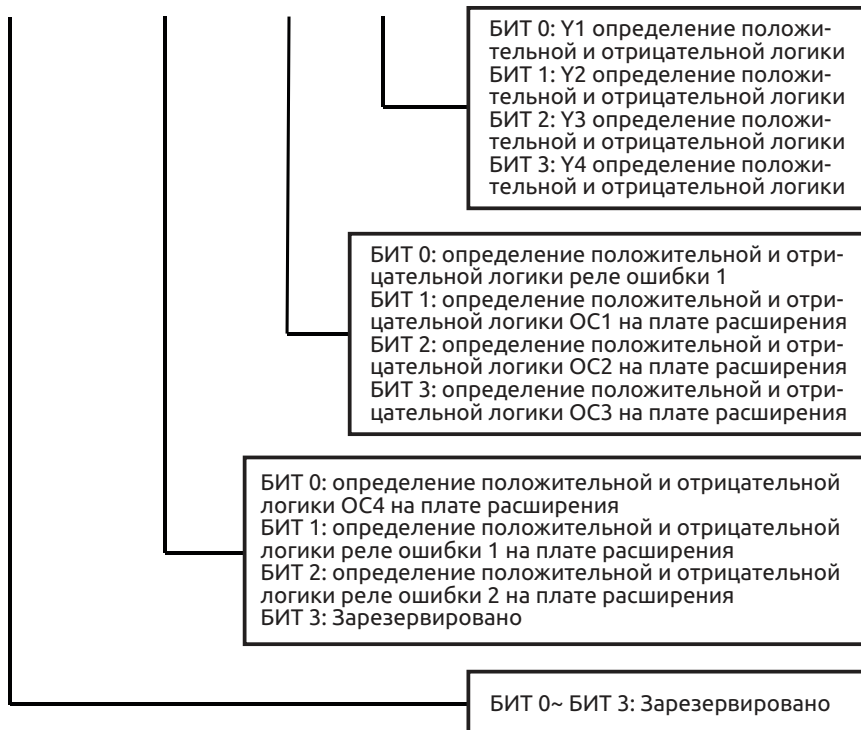 БИТ 0: Y1 определение положи-
тельной и отрицательной логики
БИТ 1: Y2 определение положи-
тельной и отрицательной логики
БИТ 2: Y3 определение положи-
тельной и отрицательной логики
БИТ 3: Y4 определение положи-
тельной и отрицательной логики
БИТ 0: определение положительной и отри-
цательной логики реле ошибки 1
БИТ 1: определение положительной и отри-
цательной логики ОС1 на плате расширения
БИТ 2: определение положительной и отри-
цательной логики ОС2 на плате расширения
БИТ 3: определение положительной и отри-
цательной логики ОС3 на плате расширения
БИТ 0: определение положительной и отрицательной
логики ОС4 на плате расширения
БИТ 1: определение положительной и отрицательной
логики реле ошибки 1 на плате расширения
БИТ 2: определение положительной и отрицательной
логики реле ошибки 2 на плате расширения
БИТ 3: Зарезервировано
БИТ 0~ БИТ 3: Зарезервировано